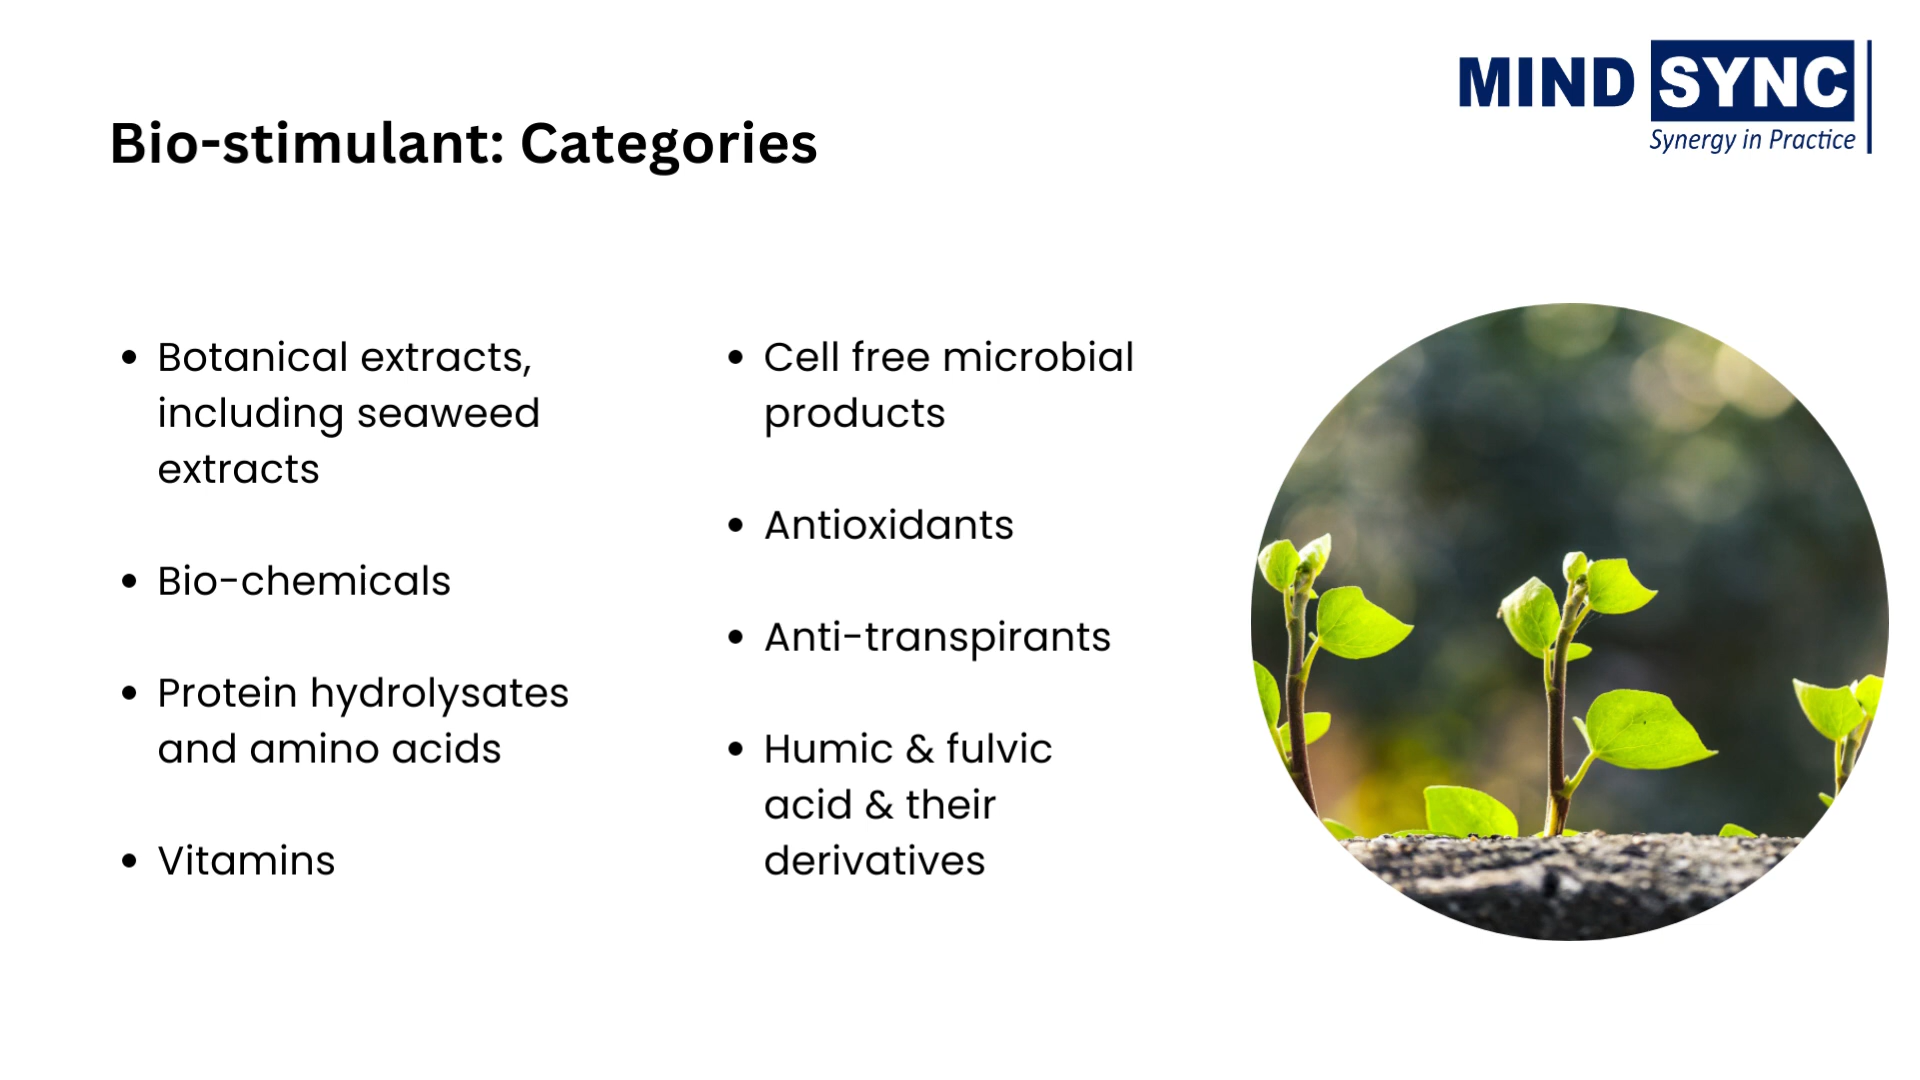 MIND SYNC
Synergy in Practice
Bio-stimulant: Categories
• Botanical extracts,
including seaweed
extracts
• Bio-chemicals
• Protein hydrolysates
and amino acids
• Vitamins
• Cell free microbial
products
• Antioxidants
• Anti-transpirants
• Humic & fulvic
acid & their
derivatives